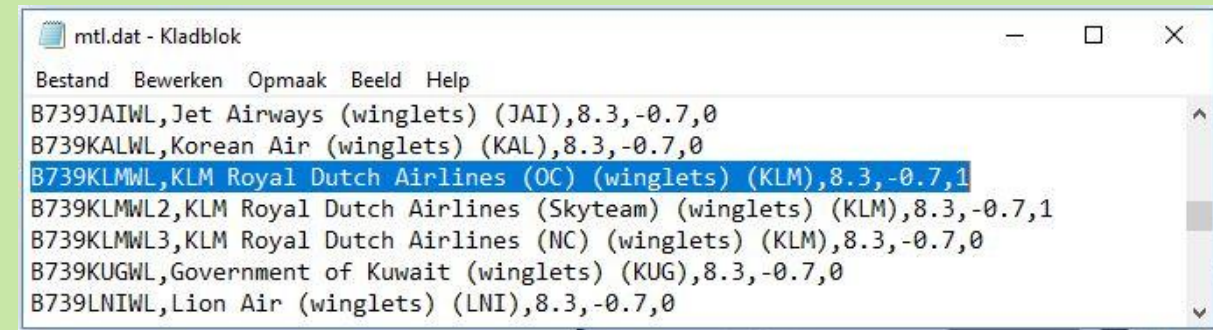 mtl.dat - Kladblok
Bestand Bewerken Opmaak Beeld Help
B739JAIWL,Jet Airways (winglets) (JAI),8.3,-0.7,0
B739KALWL,Korean Air (winglets) (KAL),8.3,-0.7,0
B739KLMWL,KLM Royal Dutch Airlines (OC) (winglets) (KLM),8.3,-0.7,1
B739KLMWL2,KLM Royal Dutch Airlines (Skyteam) (winglets) (KLM),8.3,-0.7,1
B739KLMWL3,KLM Royal Dutch Airlines (NC) (winglets) (KLM),8.3,-0.7,0
B739KUGWL,Government of Kuwait (winglets) (KUG),8.3,-0.7,0
B739LNIWL,Lion Air (winglets) (LNI),8.3,-0.7,0